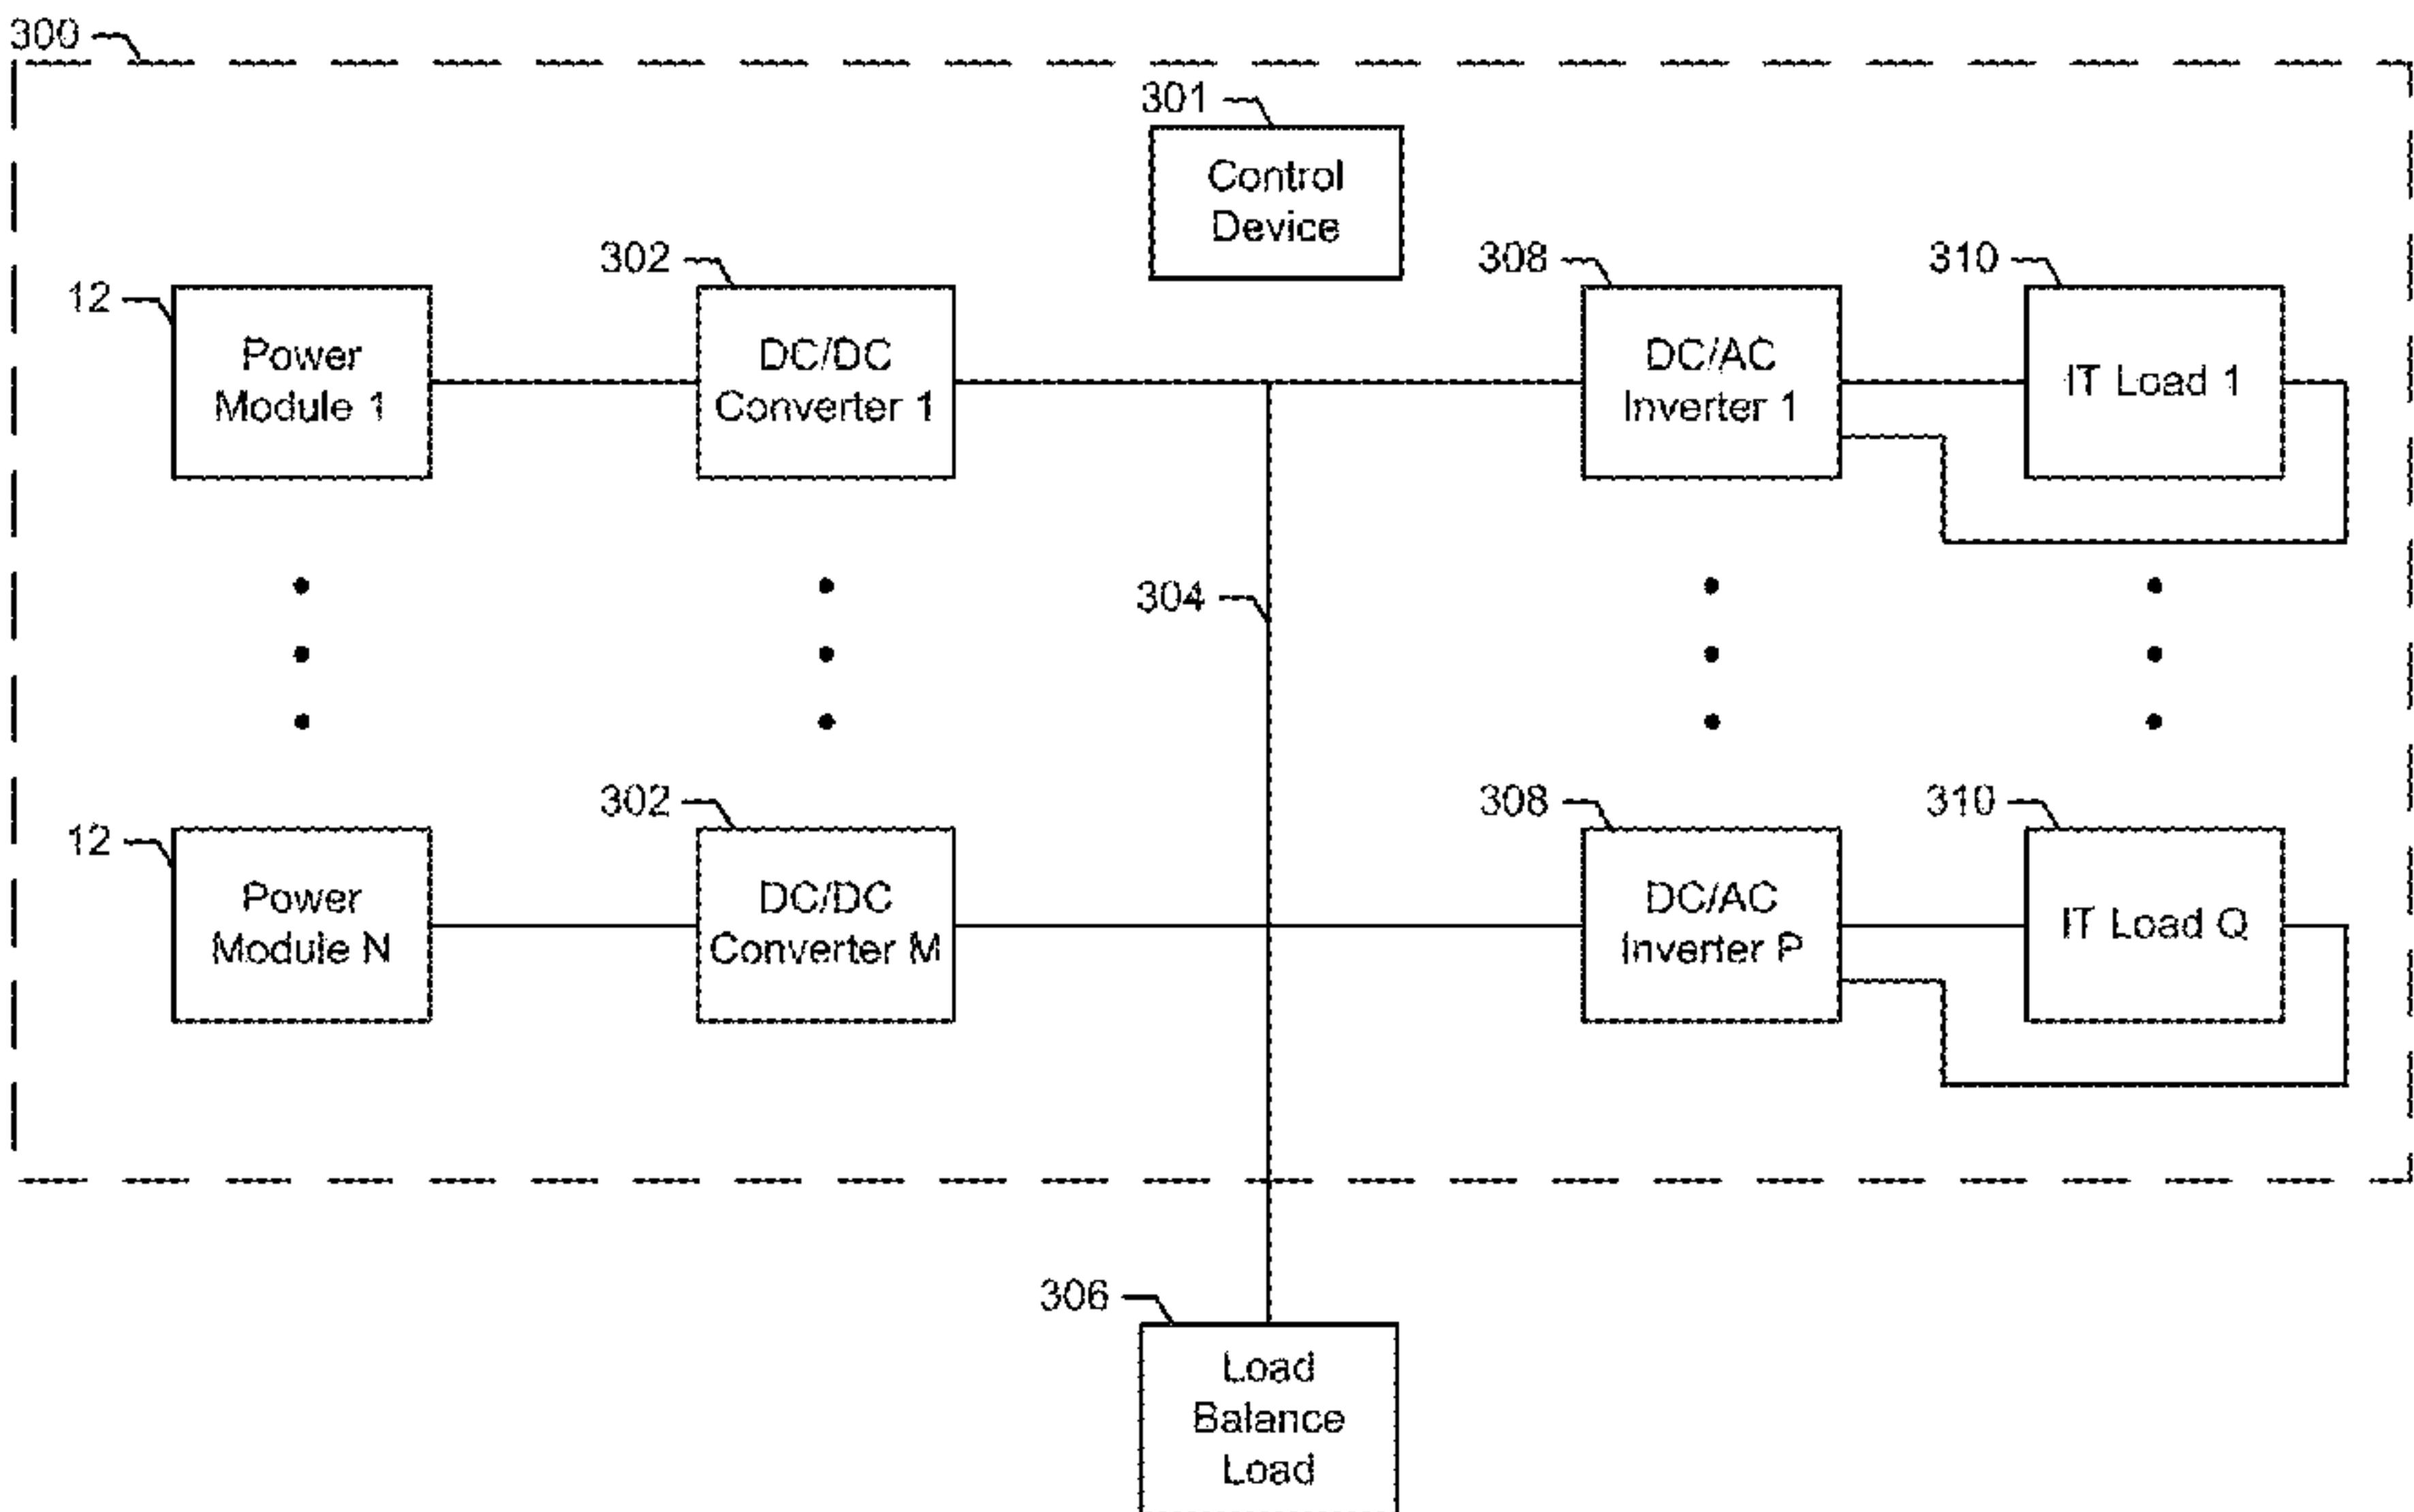 300
301
Control
Device
302
308
310
12
Power
Module 1
DC/DC
Converter 1
DC/AC
Inverter 1
IT Load 1
304
302
308
310
12
Power
Module N
DC/DC
Converter M
DC/AC
Inverter P
IT Load Q
306
Load
Balance
Load